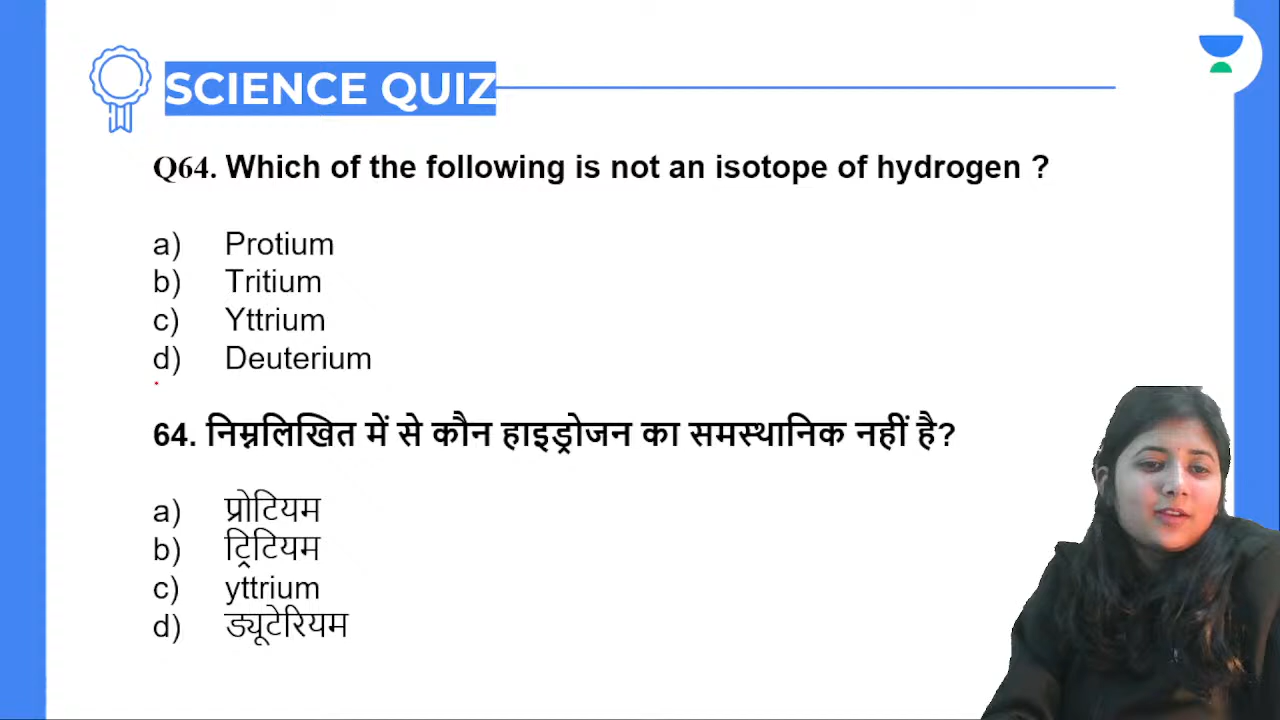 SCIENCE QUIZ
Q64. Which of the following is not an isotope of hydrogen ?
a) Protium
b) Tritium
c) Yttrium
d) Deuterium
64. निम्नलिखित में से कौन हाइड्रोजन का समस्थानिक नहीं है?
a) प्रोटियम
b) ट्रिटियम
c) yttrium
d) ड्यूटेरियम